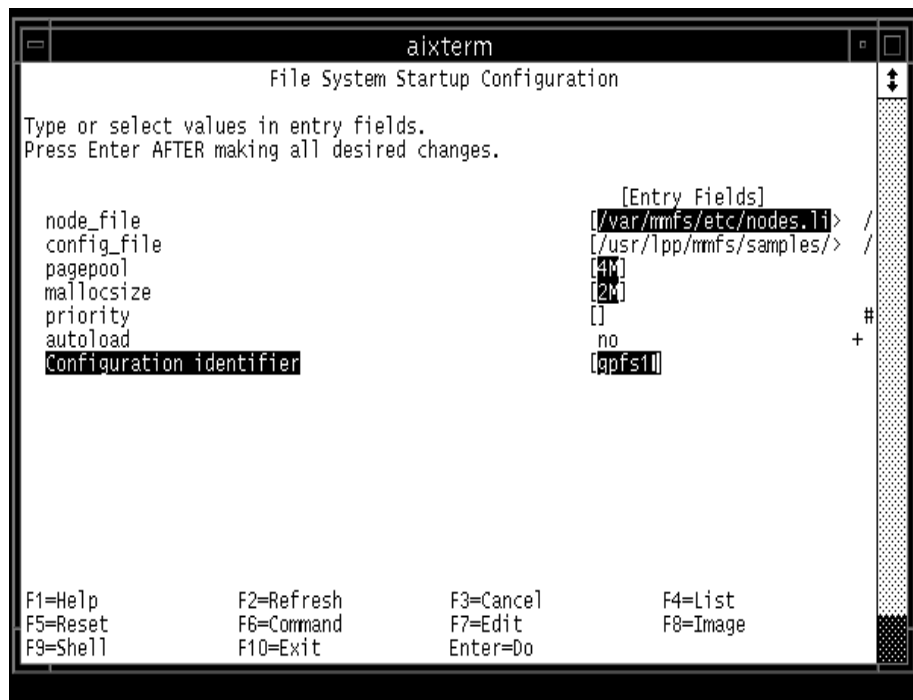 aixterm
File System Startup Configuration
Type or select values in entry fields.
Press Enter AFTER making all desired changes.
[Entry Fields]
node_file [/var/mmfs/etc/nodes.li> /
config_file [/usr/lpp/mmfs/samples/> /
pagepool [4M]
mallocsize [2M]
priority [] #
autoload no +
Configuration identifier [gpfs1]
F1=Help F2=Refresh F3=Cancel F4=List
F5=Reset F6=Command F7=Edit F8=Image
F9=Shell F10=Exit Enter=Do